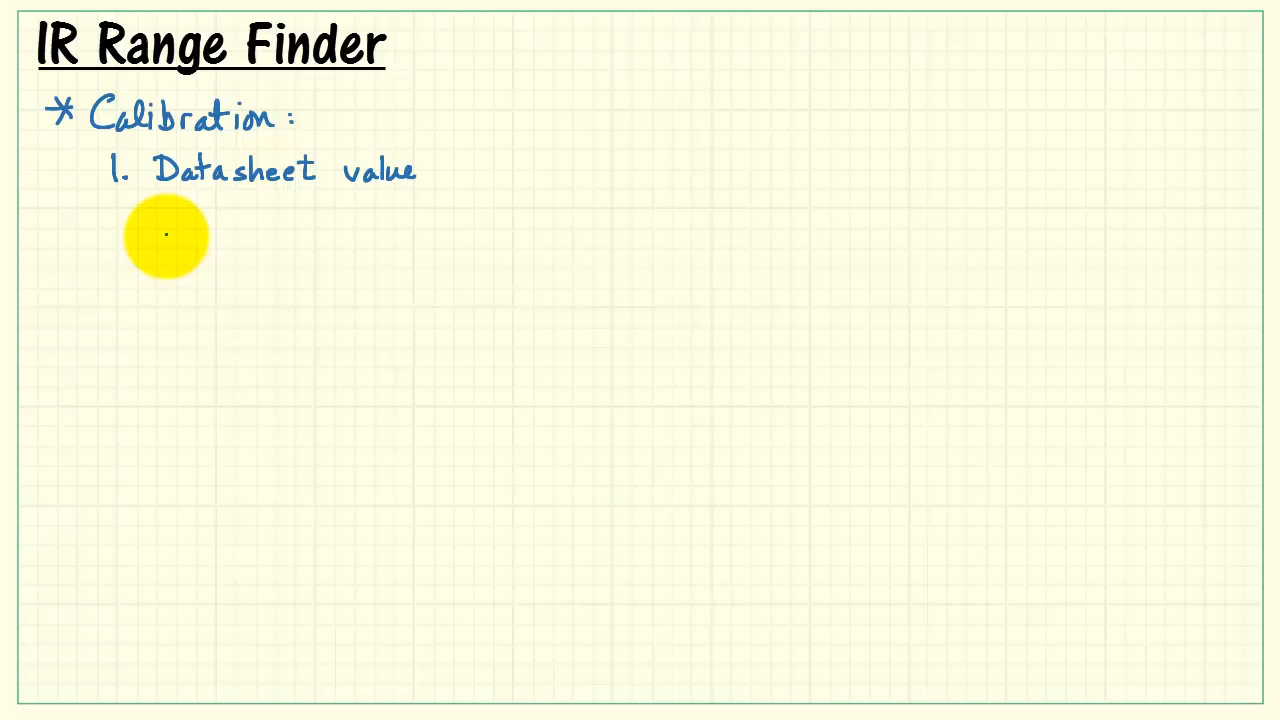 IR Range Finder
* Calibration:
1. Datasheet value